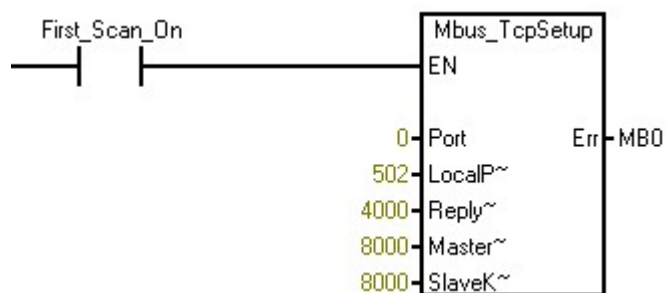 First_Scan_On
Mbus_TcpSetup
EN
0 Port Err MB0
502 LocalP~
4000 Reply~
8000 Master~
8000 SlaveK~